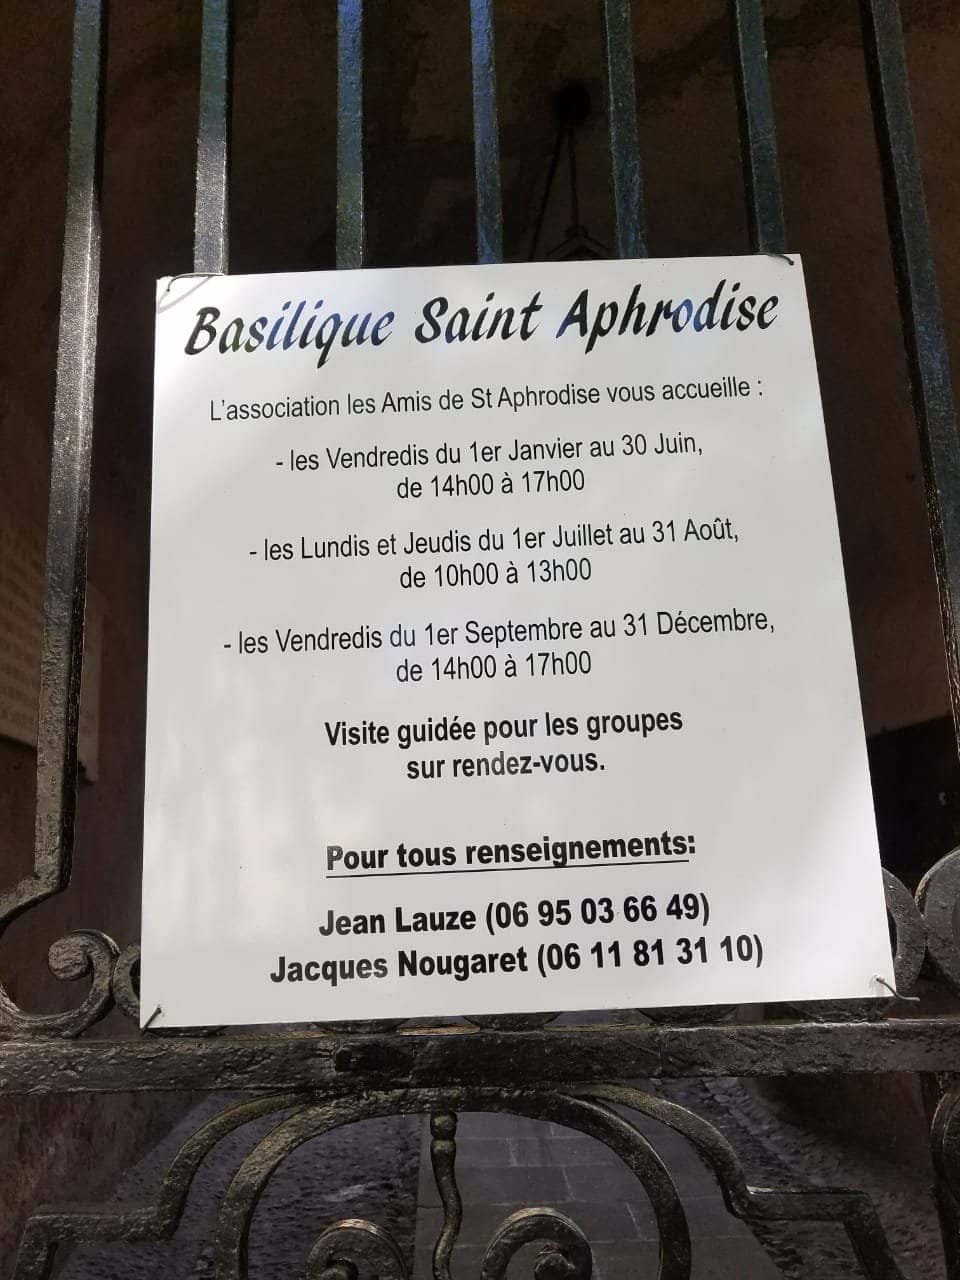 Basilique Saint Aphrodise
L'association les Amis de St Aphrodise vous accueille :
- les Vendredis du 1er Janvier au 30 Juin,
de 14h00 à 17h00
- les Lundis et Jeudis du 1er Juillet au 31 Août,
de 10h00 à 13h00
- les Vendredis du 1er Septembre au 31 Décembre,
de 14h00 à 17h00
Visite guidée pour les groupes
sur rendez-vous.
Pour tous renseignements:
Jean Lauze (06 95 03 66 49)
Jacques Nougaret (06 11 81 31 10)